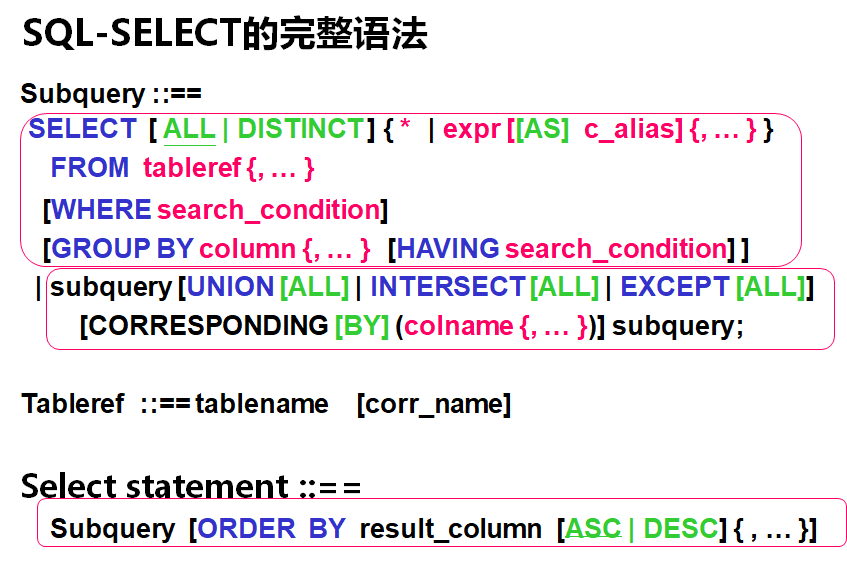 SQL-SELECT的完整语法
Subquery ::==
SELECT [ ALL | DISTINCT ] { * | expr [[AS] c_alias] {, … } }
FROM tableref {, … }
[WHERE search_condition]
[GROUP BY column {, … } [HAVING search_condition] ]
| subquery [UNION [ALL] | INTERSECT [ALL] | EXCEPT [ALL]]
[CORRESPONDING [BY] (colname {, … })] subquery;
Tableref ::== tablename [corr_name]
Select statement ::==
Subquery [ORDER BY result_column [ASC | DESC] { , … }]